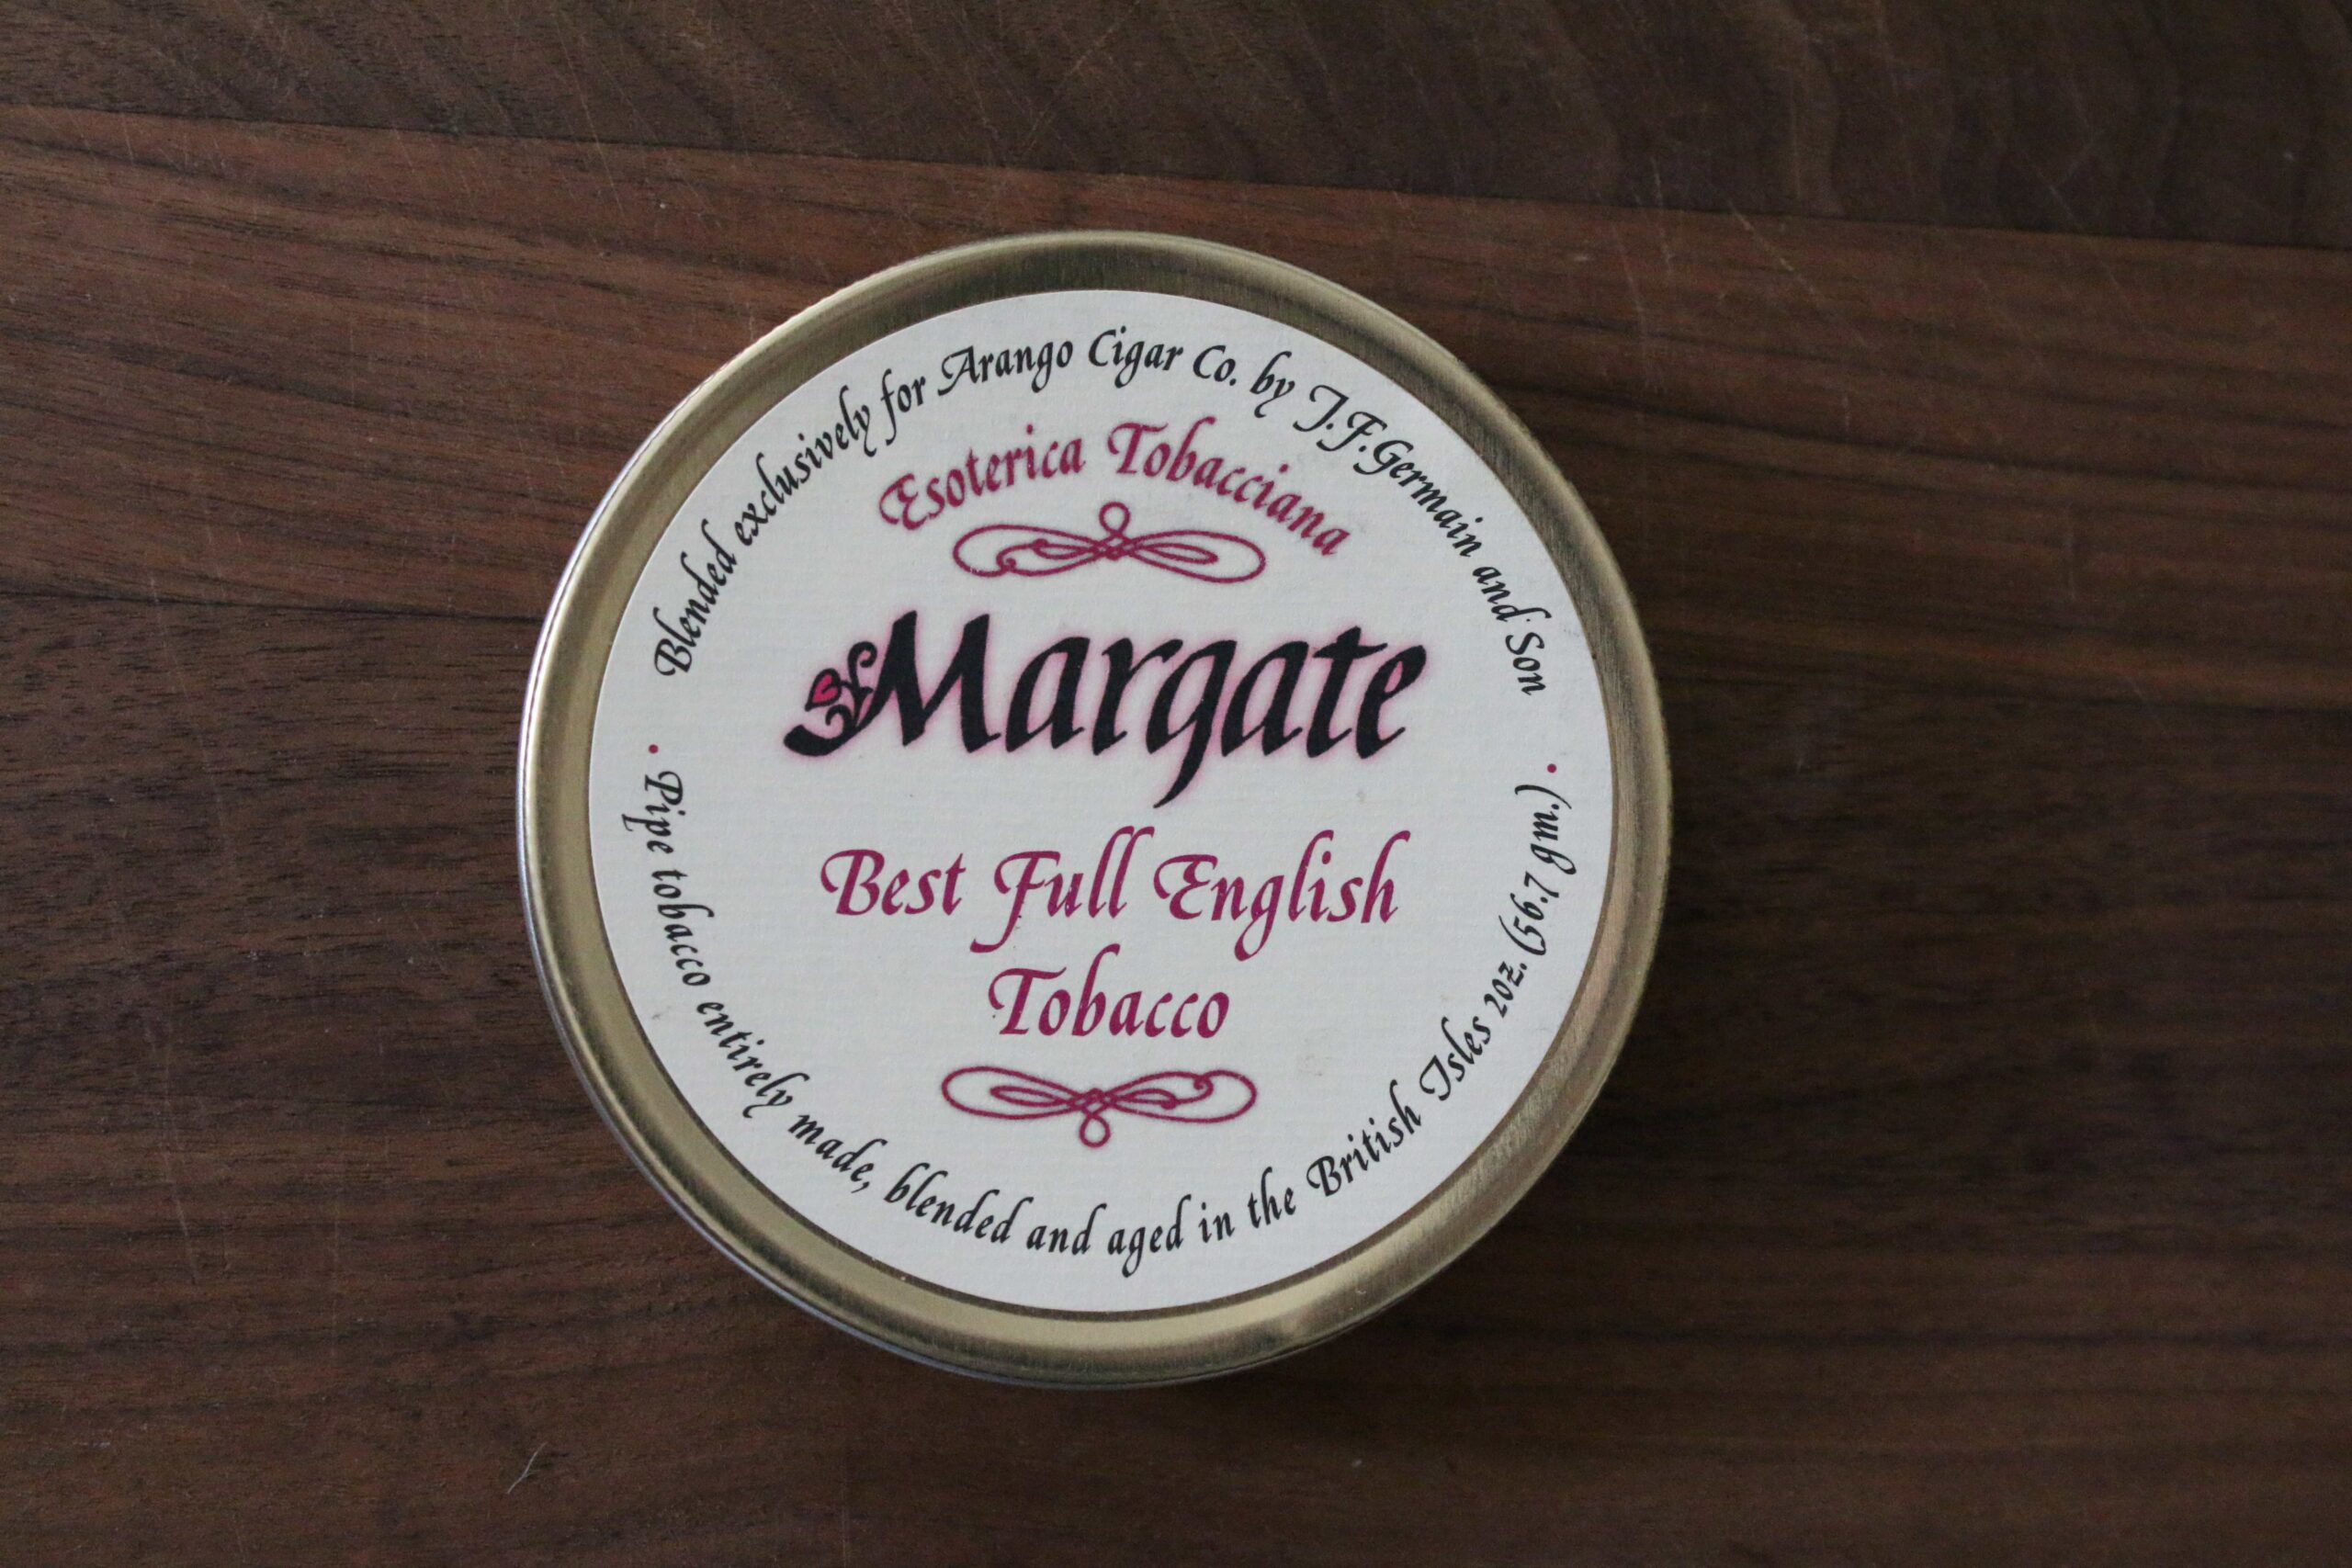 Blended exclusively for Arango Cigar Co. by J.F.Germain and Son
Esoterica Tobacciana
Margate
Best Full English
Tobacco
• Pipe tobacco entirely made, blended and aged in the British Isles 2oz. (56.7 gm.) •